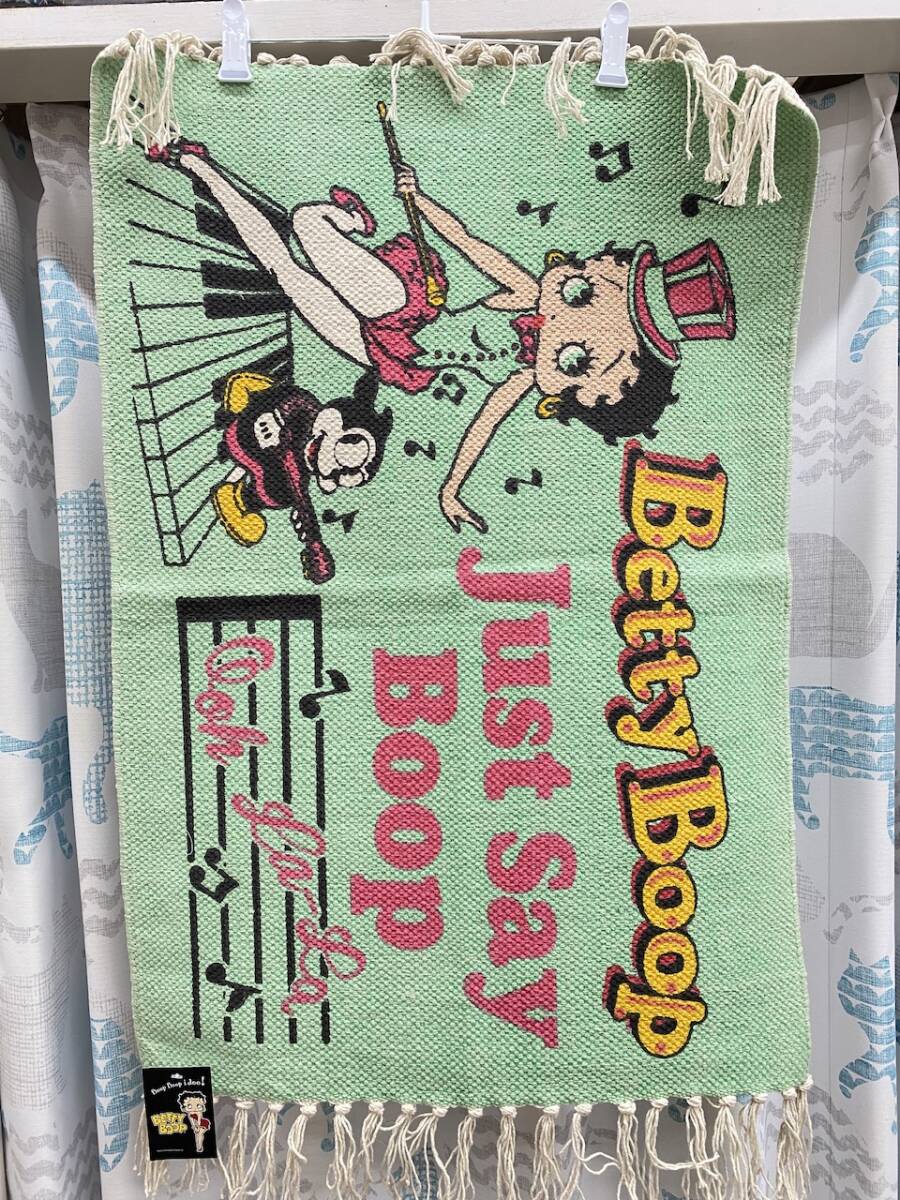 Betty Boop
Just Say
Boop
Ooh La-La
Boop Boop i doo!
BETTY
BOOP